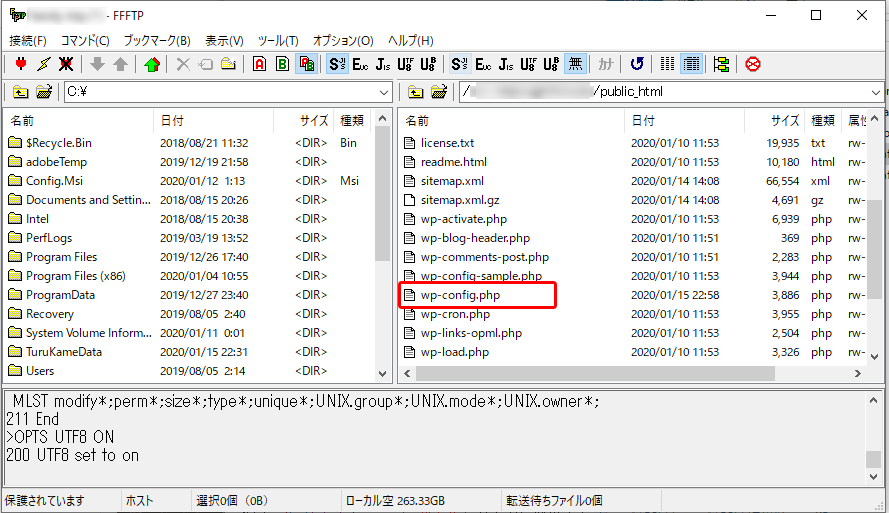 - FFFTP
接続(F) コマンド(C) ブックマーク(B) 表示(V) ツール(T) オプション(O) ヘルプ(H)
A B AB S-JIS EUC JIS UTF8 UTF8 S-JIS EUC JIS UTF8 UTF8 無 カナ
C:¥ / /public_html
名前 日付 サイズ 種類 名前 日付 サイズ 種類 属性
$Recycle.Bin 2018/08/21 11:32 <DIR> Bin license.txt 2020/01/10 11:53 19,935 txt rw-
adobeTemp 2019/12/19 21:58 <DIR> readme.html 2020/01/10 11:53 10,180 html rw-
Config.Msi 2020/01/12 1:13 <DIR> Msi sitemap.xml 2020/01/14 14:08 66,554 xml rw-
Documents and Settin... 2018/08/15 20:26 <DIR> sitemap.xml.gz 2020/01/14 14:08 4,691 gz rw-
Intel 2018/08/15 20:38 <DIR> wp-activate.php 2020/01/10 11:53 6,939 php rw-
PerfLogs 2019/03/19 13:52 <DIR> wp-blog-header.php 2020/01/10 11:51 369 php rw-
Program Files 2019/12/26 17:40 <DIR> wp-comments-post.php 2020/01/10 11:51 2,283 php rw-
Program Files (x86) 2020/01/04 10:55 <DIR> wp-config-sample.php 2020/01/10 11:53 3,944 php rw-
ProgramData 2019/12/27 23:40 <DIR> wp-config.php 2020/01/15 22:58 3,886 php rw-
Recovery 2019/08/05 2:40 <DIR> wp-cron.php 2020/01/10 11:53 3,955 php rw-
System Volume Inform... 2020/01/11 0:01 <DIR> wp-links-opml.php 2020/01/10 11:53 2,504 php rw-
TuruKameData 2020/01/15 22:31 <DIR> wp-load.php 2020/01/10 11:53 3,326 php rw-
Users 2019/08/05 2:14 <DIR>
MLST modify*;perm*;size*;type*;unique*;UNIX.group*;UNIX.mode*;UNIX.owner*;
211 End
>OPTS UTF8 ON
200 UTF8 set to on
保護されています ホスト 選択0個（0B） ローカル空 263.33GB 転送待ちファイル0個